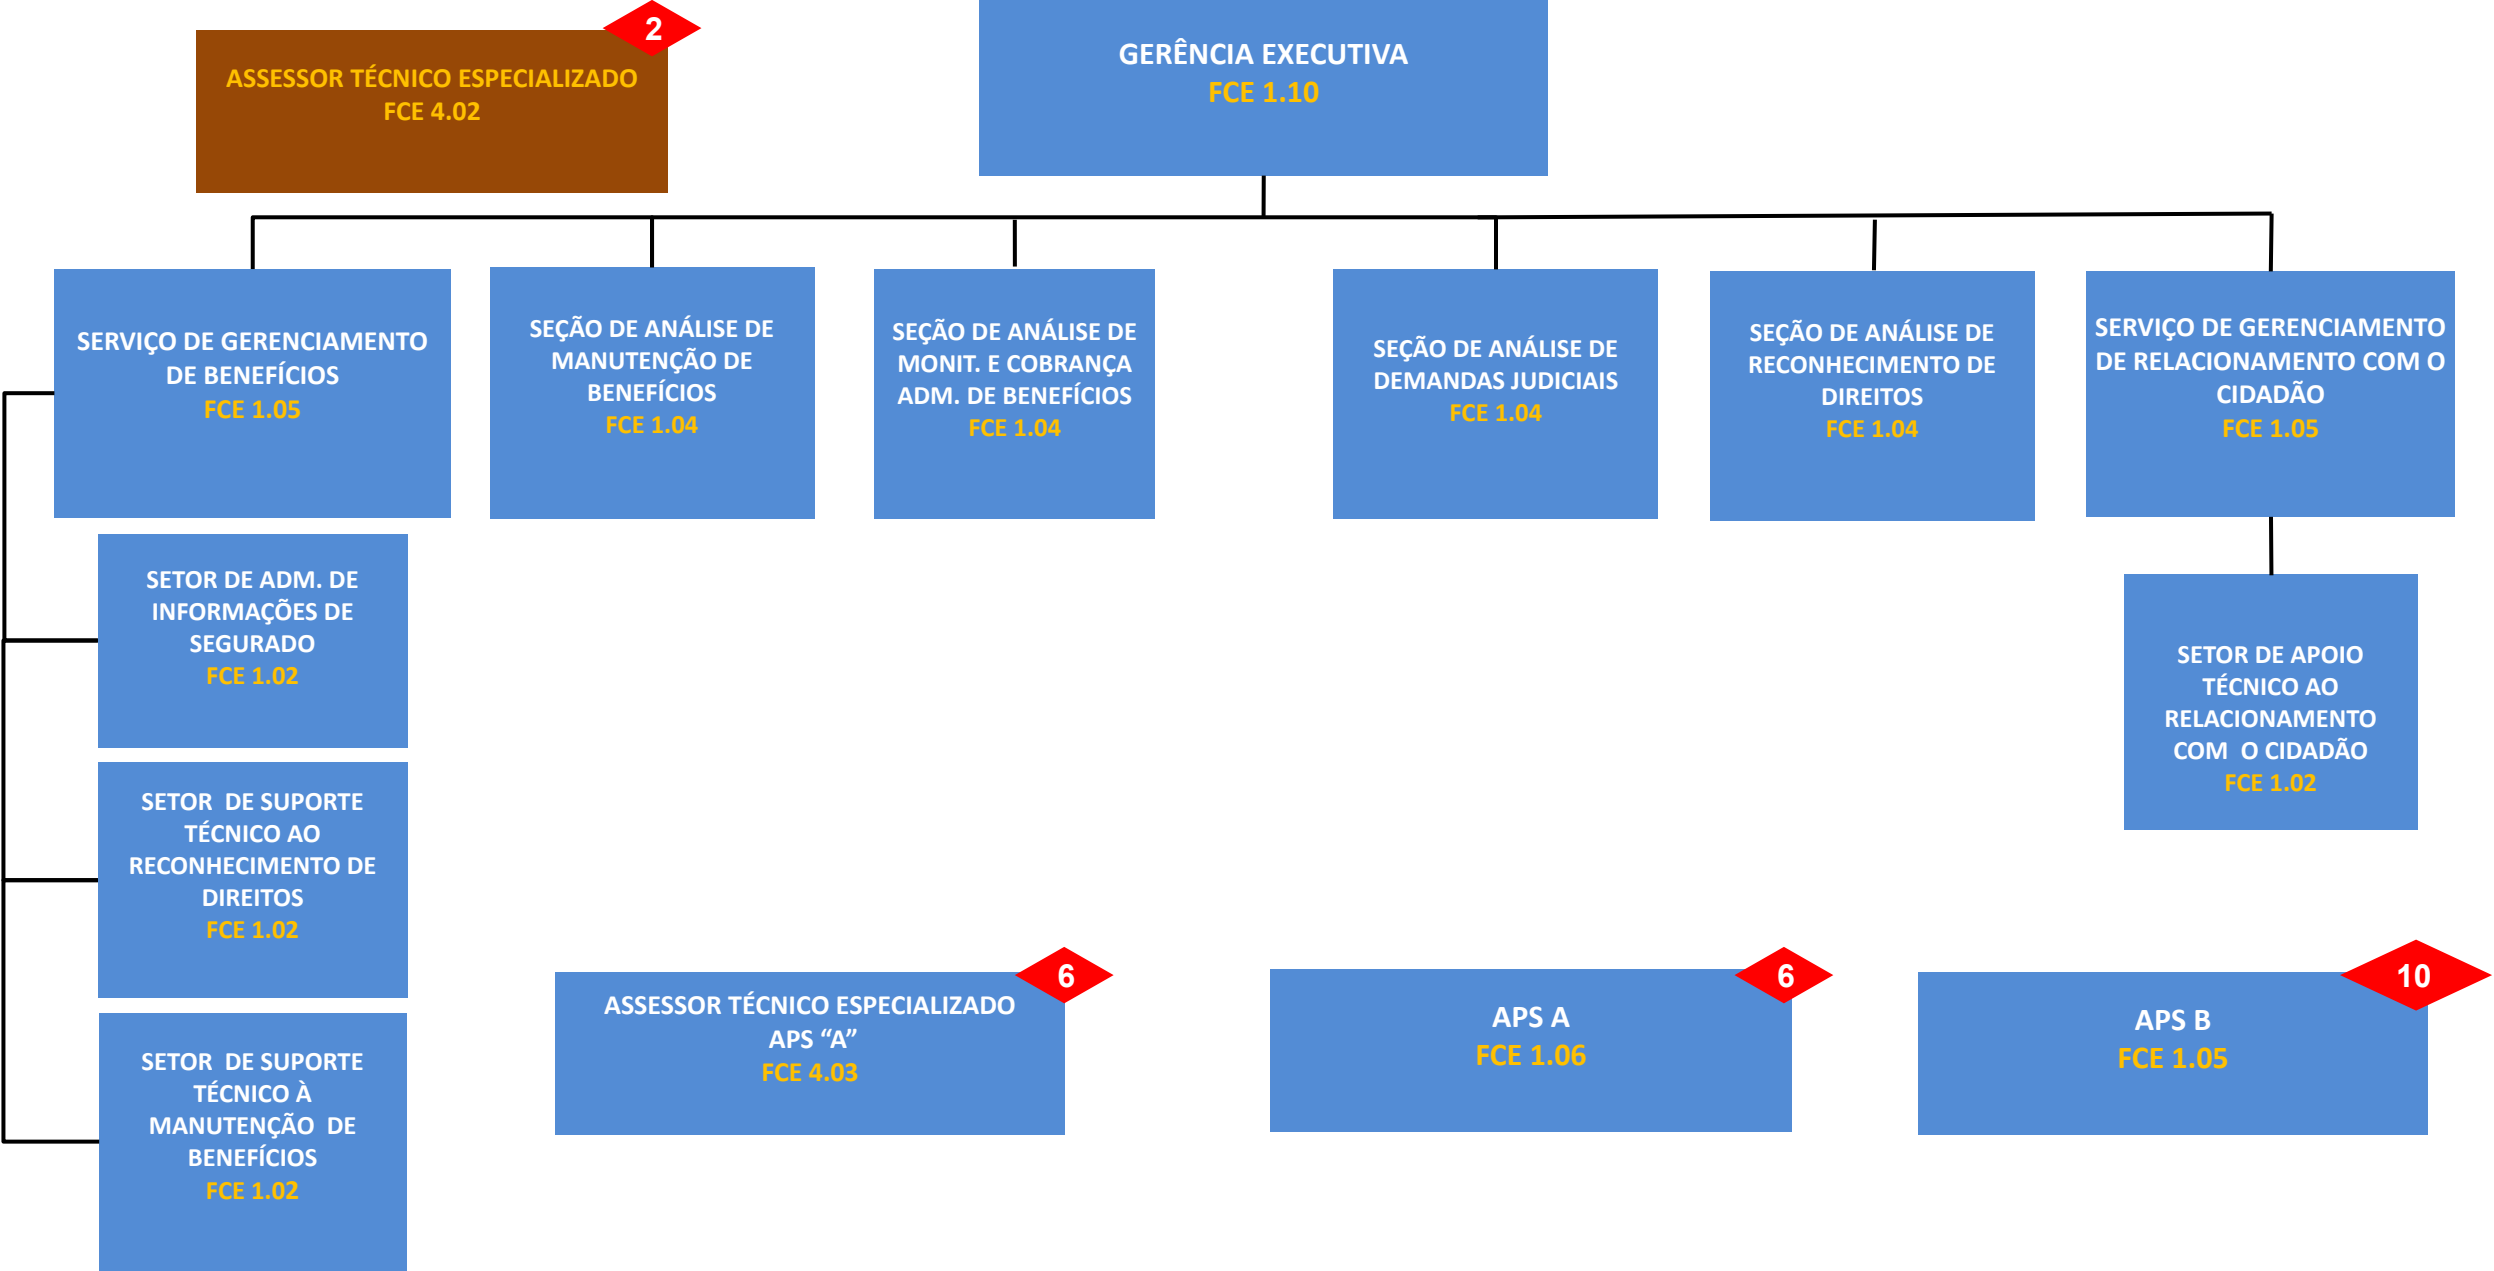 2
ASSESSOR TÉCNICO ESPECIALIZADO
FCE 4.02
GERÊNCIA EXECUTIVA
FCE 1.10
SERVIÇO DE GERENCIAMENTO
DE BENEFÍCIOS
FCE 1.05
SEÇÃO DE ANÁLISE DE
MANUTENÇÃO DE
BENEFÍCIOS
FCE 1.04
SEÇÃO DE ANÁLISE DE
MONIT. E COBRANÇA
ADM. DE BENEFÍCIOS
FCE 1.04
SEÇÃO DE ANÁLISE DE
DEMANDAS JUDICIAIS
FCE 1.04
SEÇÃO DE ANÁLISE DE
RECONHECIMENTO DE
DIREITOS
FCE 1.04
SERVIÇO DE GERENCIAMENTO
DE RELACIONAMENTO COM O
CIDADÃO
FCE 1.05
SETOR DE ADM. DE
INFORMAÇÕES DE
SEGURADO
FCE 1.02
SETOR DE APOIO
TÉCNICO AO
RELACIONAMENTO
COM  O CIDADÃO
FCE 1.02
SETOR  DE SUPORTE
TÉCNICO AO
RECONHECIMENTO DE
DIREITOS
FCE 1.02
SETOR  DE SUPORTE
TÉCNICO À
MANUTENÇÃO  DE
BENEFÍCIOS
FCE 1.02
6
ASSESSOR TÉCNICO ESPECIALIZADO
APS “A”
FCE 4.03
6
APS A
FCE 1.06
10
APS B
FCE 1.05